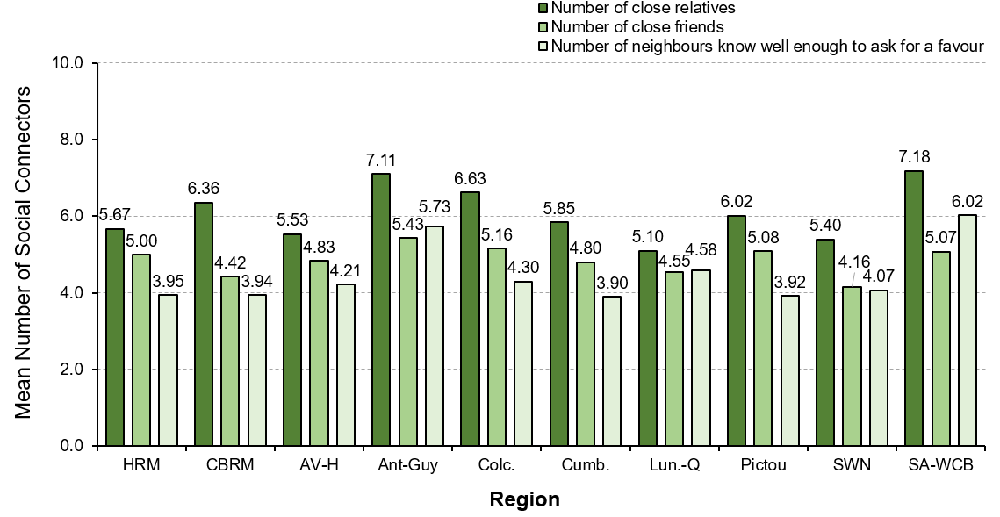 Number of close relatives
Number of close friends
Number of neighbours know well enough to ask for a favour
Mean Number of Social Connectors
10.0
8.0
6.0
4.0
2.0
0.0
5.67 5.00 3.95
6.36 4.42 3.94
5.53 4.83 4.21
7.11 5.43 5.73
6.63 5.16 4.30
5.85 4.80 3.90
5.10 4.55 4.58
6.02 5.08 3.92
5.40 4.16 4.07
7.18 5.07 6.02
HRM CBRM AV-H Ant-Guy Colc. Cumb. Lun.-Q Pictou SWN SA-WCB
Region